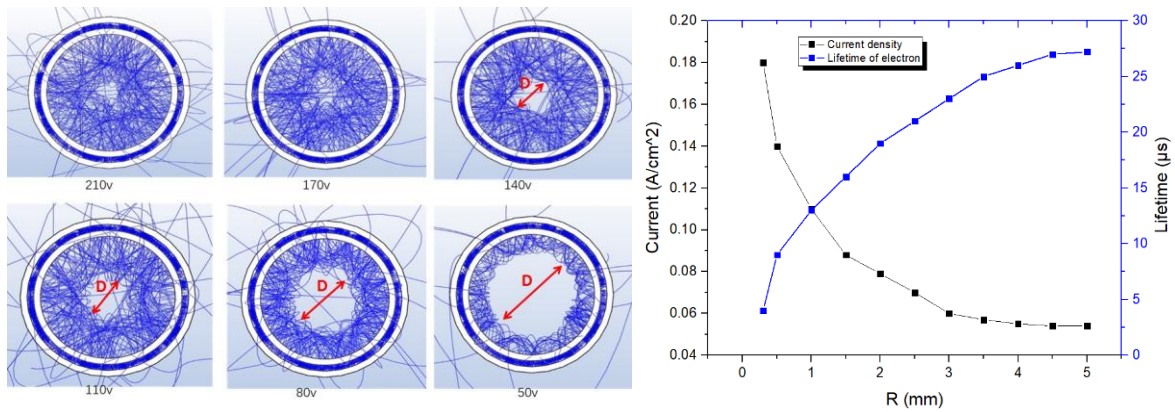 D
210v
170v
140v
D
D
D
110v
80v
50v
Current density
Lifetime of electron
Current (A/cm^2)
0.20
0.18
0.16
0.14
0.12
0.10
0.08
0.06
0.04
0
1
2
3
4
5
R (mm)
30
25
20
15
10
5
0
Lifetime (μs)